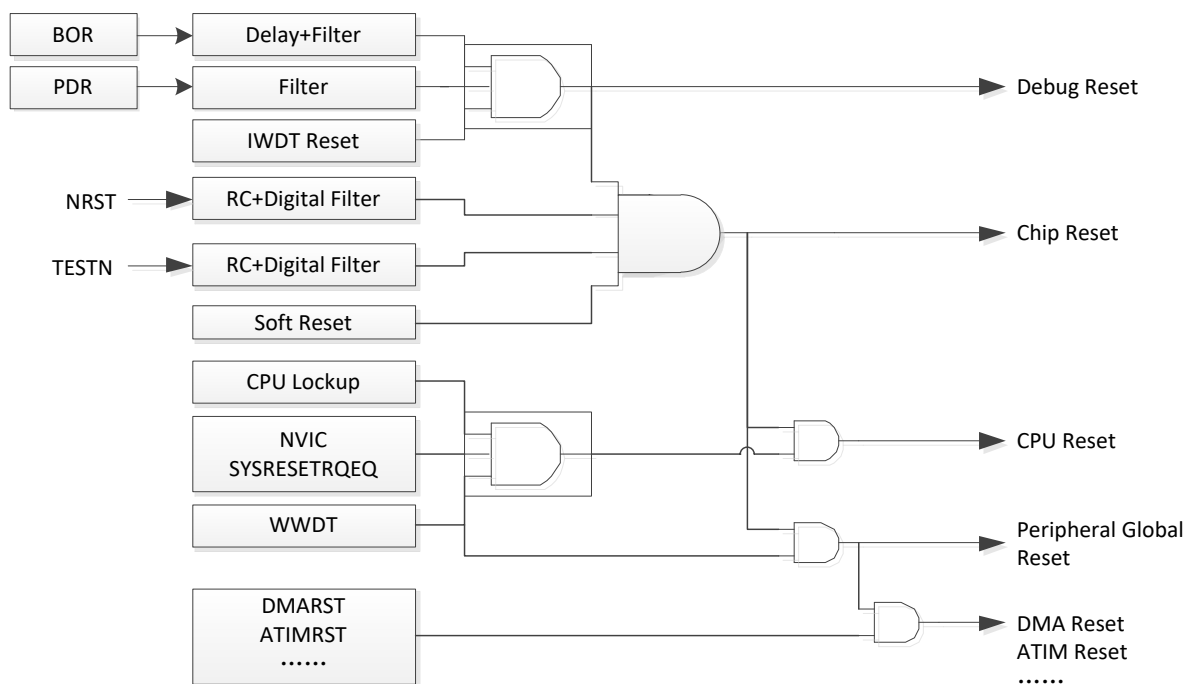 BOR
Delay+Filter
PDR
Filter
Debug Reset
IWDT Reset
NRST
RC+Digital Filter
Chip Reset
TESTN
RC+Digital Filter
Soft Reset
CPU Lockup
NVIC
SYSRESETRQEQ
CPU Reset
WWDT
Peripheral Global
Reset
DMARST
ATIMRST
......
DMA Reset
ATIM Reset
......